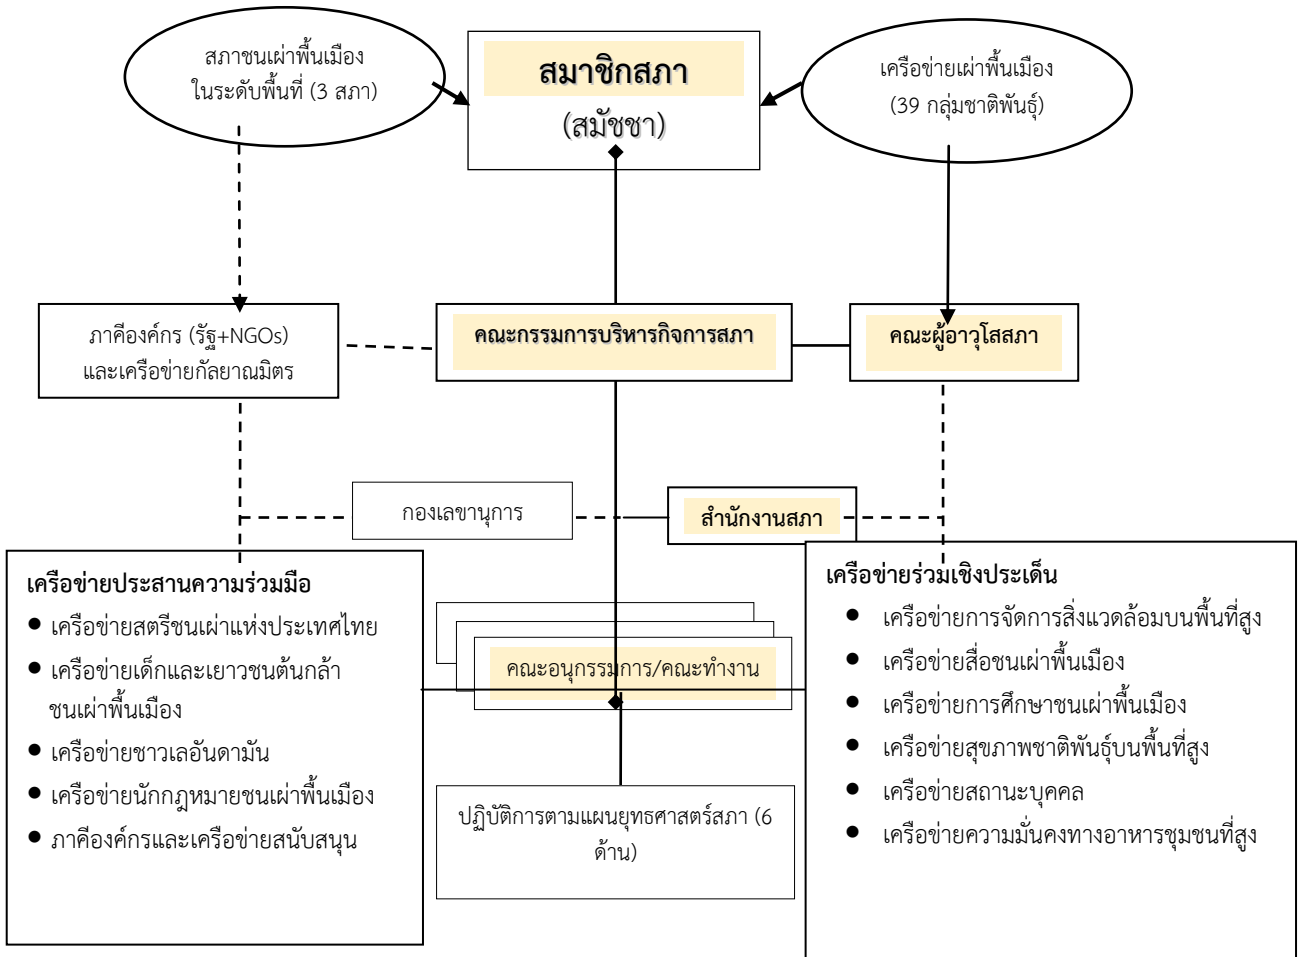 สภาชนเผ่าพื้นเมือง
ในระดับพื้นที่ (3 สภา)
สมาชิกสภา
(สมัชชา)
เครือข่ายเผ่าพื้นเมือง
(39 กลุ่มชาติพันธุ์)
ภาคีองค์กร (รัฐ+NGOs)
และเครือข่ายกัลยาณมิตร
คณะกรรมการบริหารกิจการสภา
คณะผู้อาวุโสสภา
กองเลขานุการ
สำนักงานสภา
เครือข่ายประสานความร่วมมือ
● เครือข่ายสตรีชนเผ่าแห่งประเทศไทย
● เครือข่ายเด็กและเยาวชนต้นกล้า
ชนเผ่าพื้นเมือง
● เครือข่ายชาวเลอันดามัน
● เครือข่ายนักกฎหมายชนเผ่าพื้นเมือง
● ภาคีองค์กรและเครือข่ายสนับสนุน
คณะอนุกรรมการ/คณะทำงาน
ปฏิบัติการตามแผนยุทธศาสตร์สภา (6
ด้าน)
เครือข่ายร่วมเชิงประเด็น
● เครือข่ายการจัดการสิ่งแวดล้อมบนพื้นที่สูง
● เครือข่ายสื่อชนเผ่าพื้นเมือง
● เครือข่ายการศึกษาชนเผ่าพื้นเมือง
● เครือข่ายสุขภาพชาติพันธุ์บนพื้นที่สูง
● เครือข่ายสถานะบุคคล
● เครือข่ายความมั่นคงทางอาหารชุมชนที่สูง